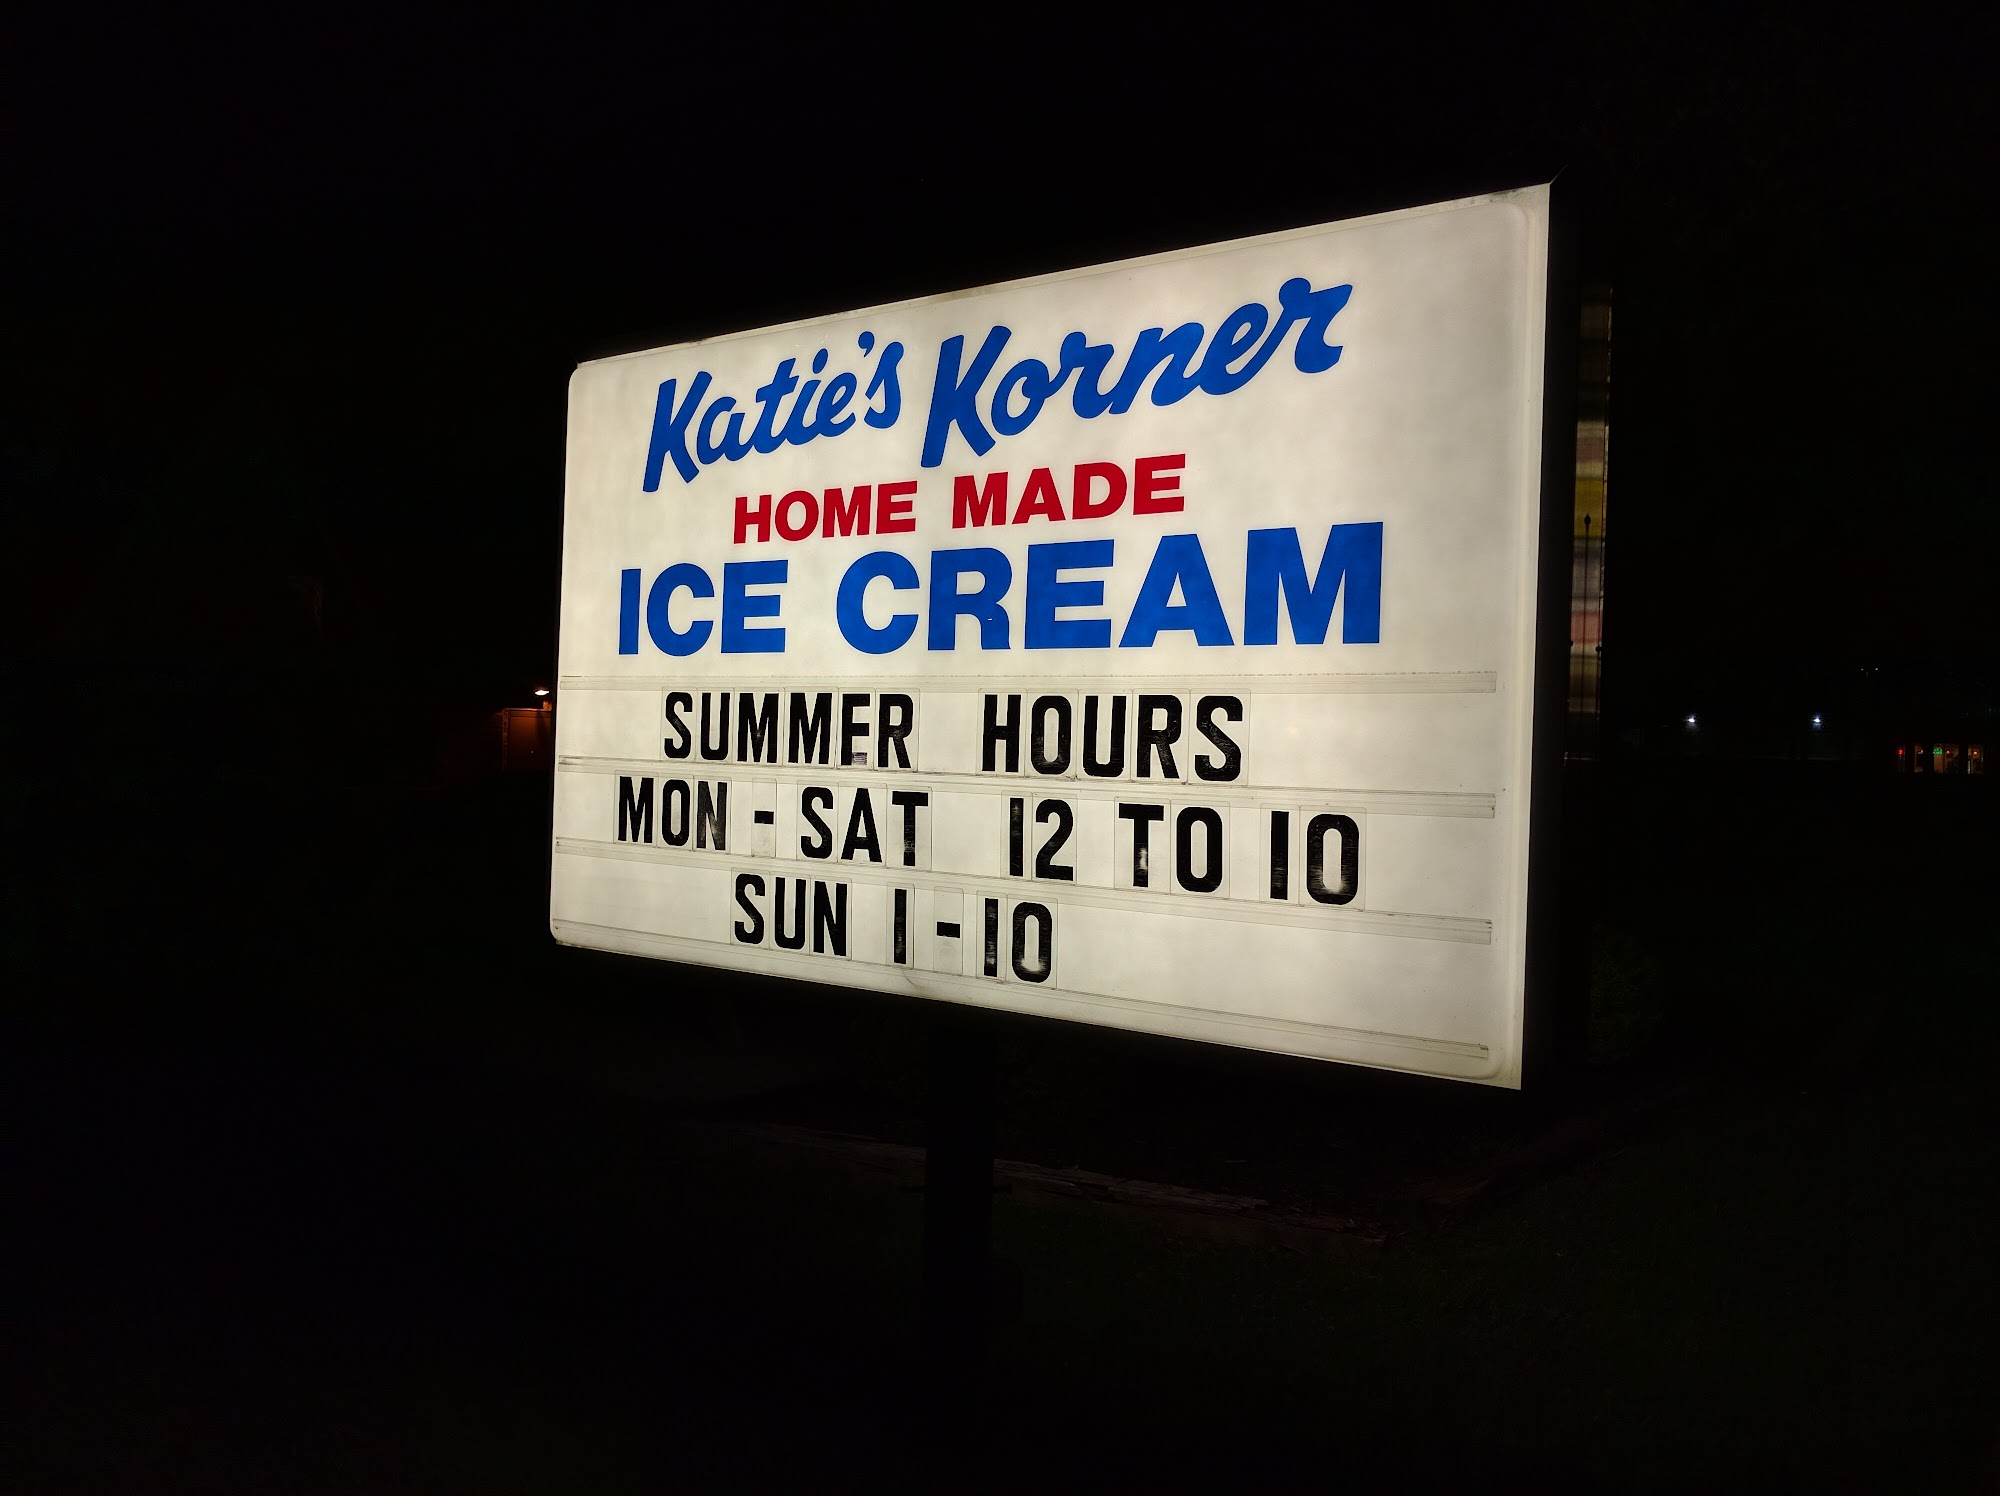 Katie's Korner
HOME MADE
ICE CREAM
SUMMER HOURS
MON - SAT 12 TO 10
SUN 1 - 10